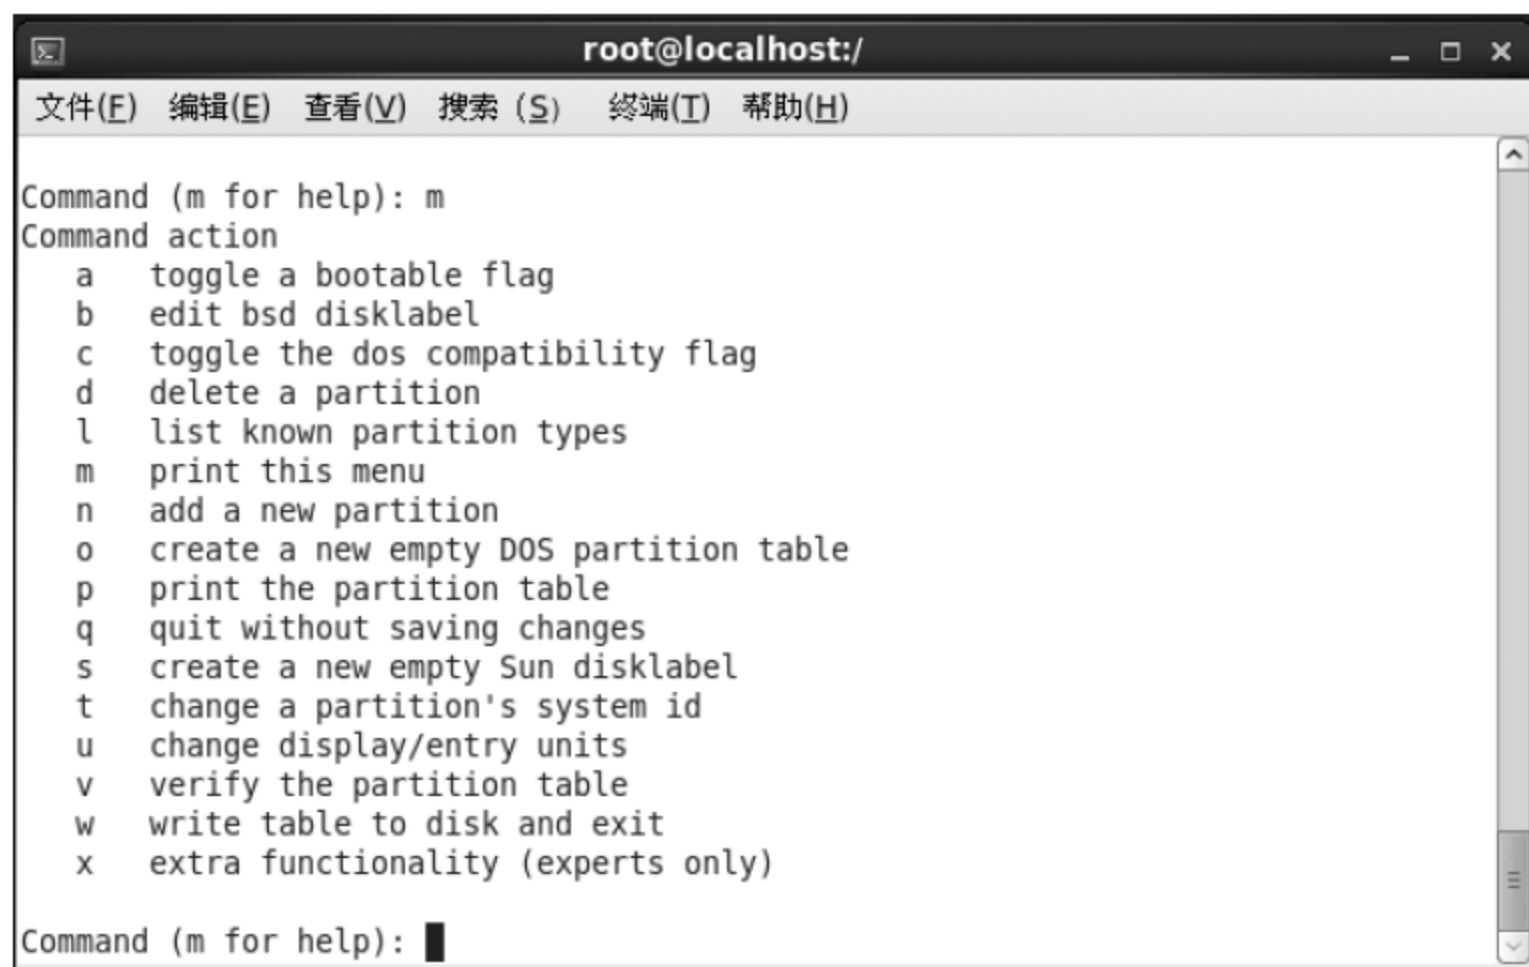 root@localhost:/
文件(F) 编辑(E) 查看(V) 搜索 (S) 终端(T) 帮助(H)
Command (m for help): m
Command action
a toggle a bootable flag
b edit bsd disklabel
c toggle the dos compatibility flag
d delete a partition
l list known partition types
m print this menu
n add a new partition
o create a new empty DOS partition table
p print the partition table
q quit without saving changes
s create a new empty Sun disklabel
t change a partition's system id
u change display/entry units
v verify the partition table
w write table to disk and exit
x extra functionality (experts only)
Command (m for help):